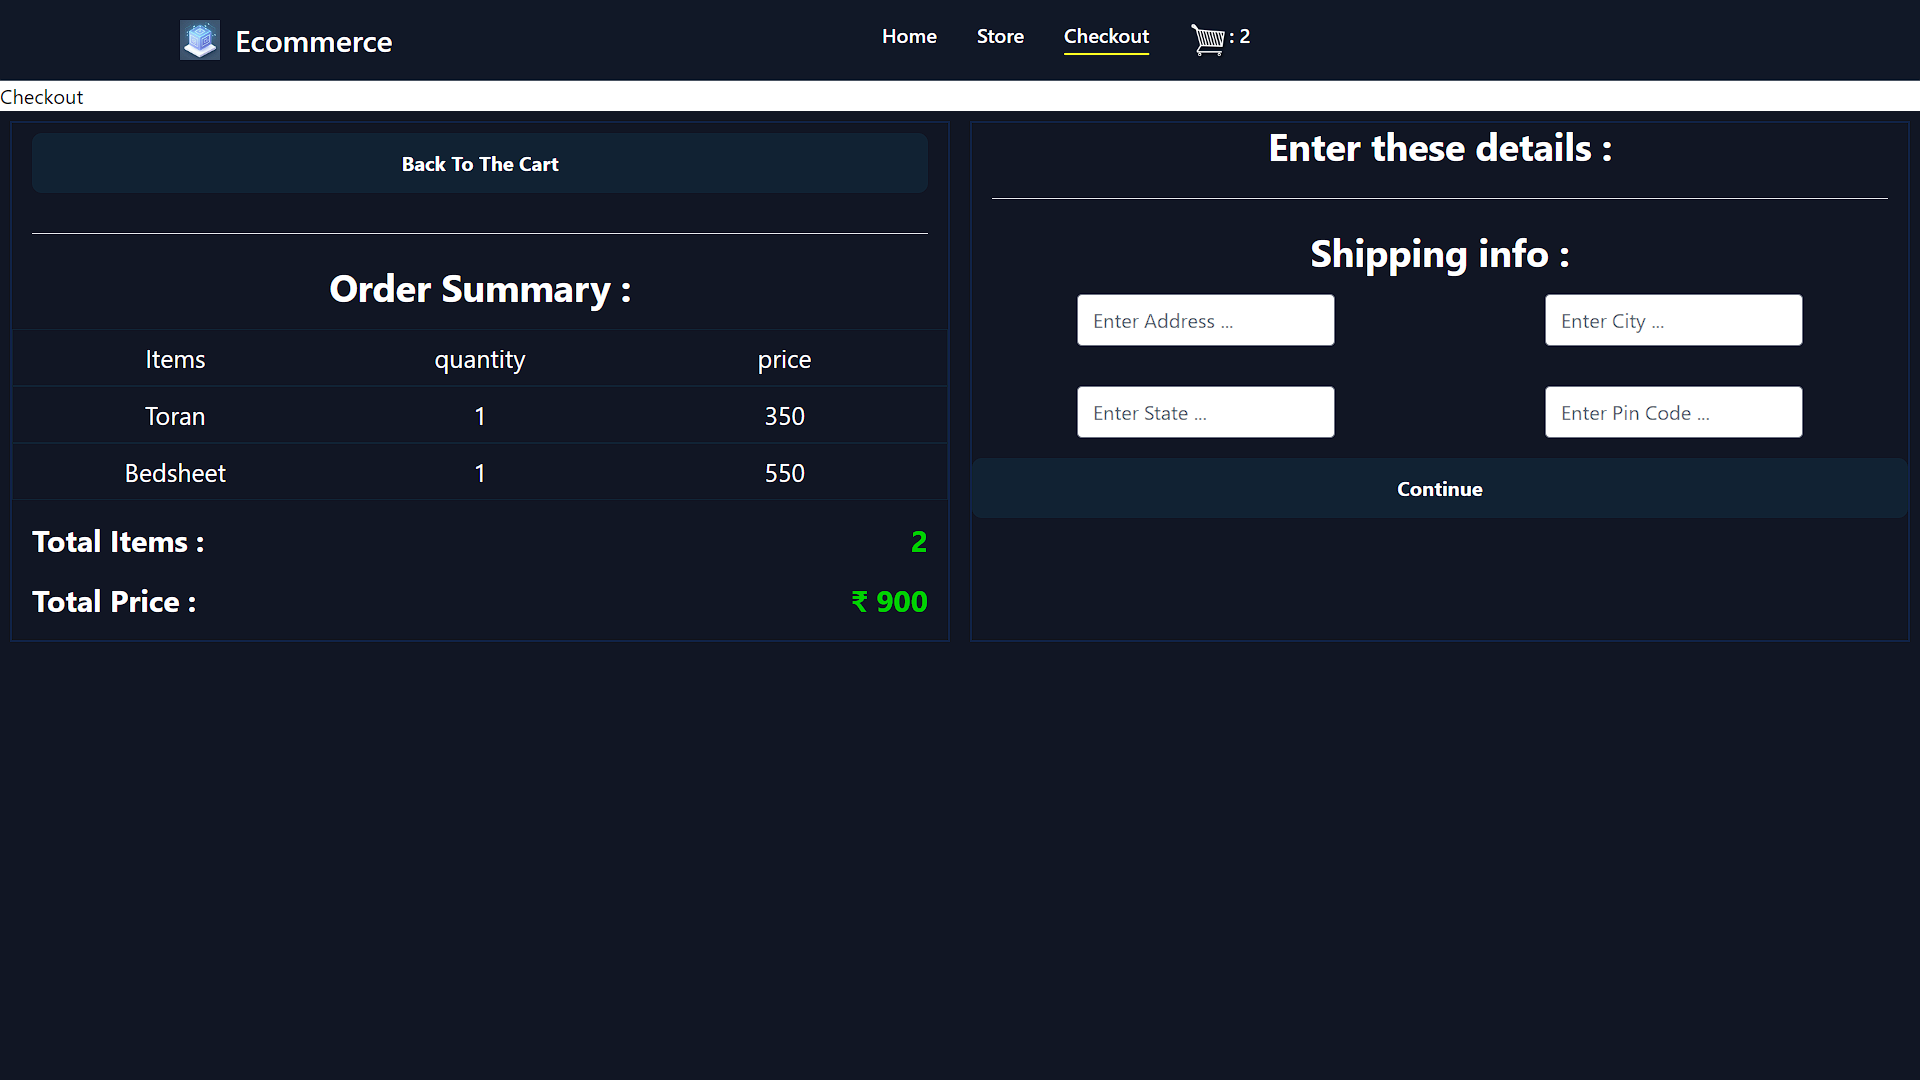 Ecommerce
Home Store Checkout : 2
Checkout
Back To The Cart
Order Summary :
Items quantity price
Toran 1 350
Bedsheet 1 550
Total Items : 2
Total Price : ₹ 900
Enter these details :
Shipping info :
Enter Address ... Enter City ...
Enter State ... Enter Pin Code ...
Continue